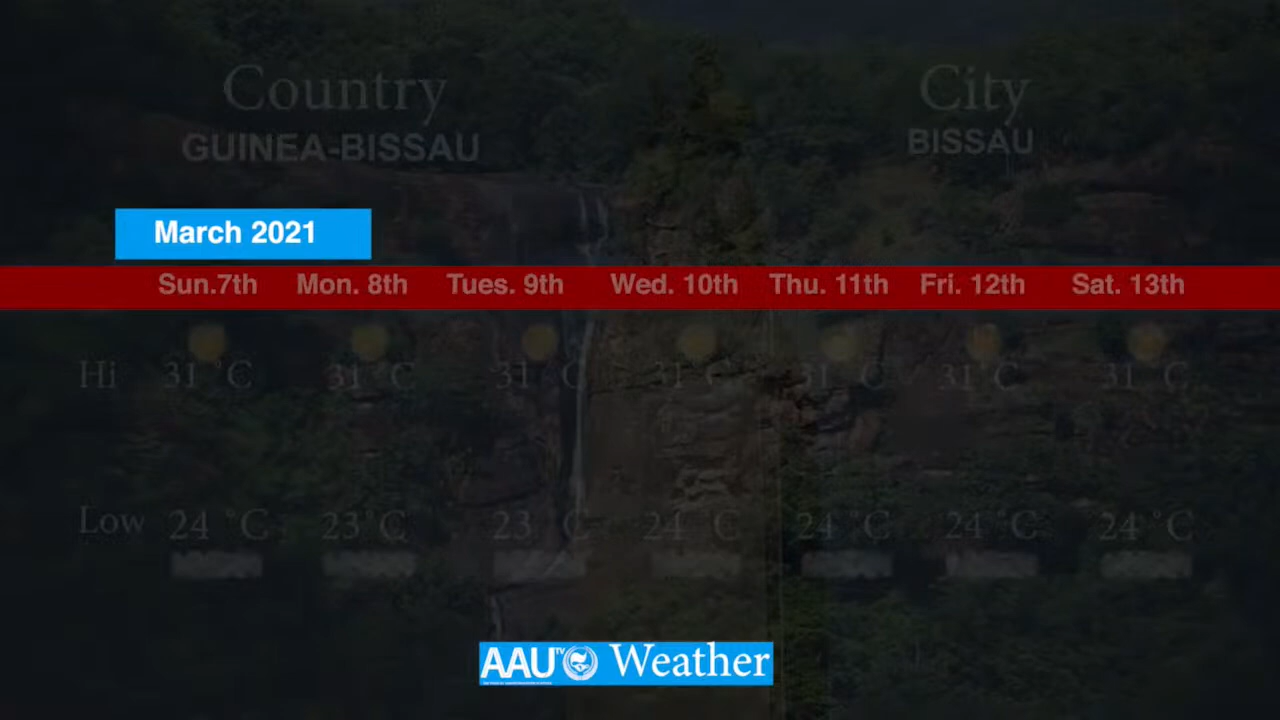 Country
City
GUINEA-BISSAU
BISSAU
March 2021
Sun.7th Mon. 8th Tues. 9th Wed. 10th Thu. 11th Fri. 12th Sat. 13th
Hi 31 °C 31 °C 31 °C 31 °C 31 °C 31°C 31 °C
Low 24 °C 23°C 23 °C 24 °C 24 °C 24 °C 24 °C
AAU TV Weather